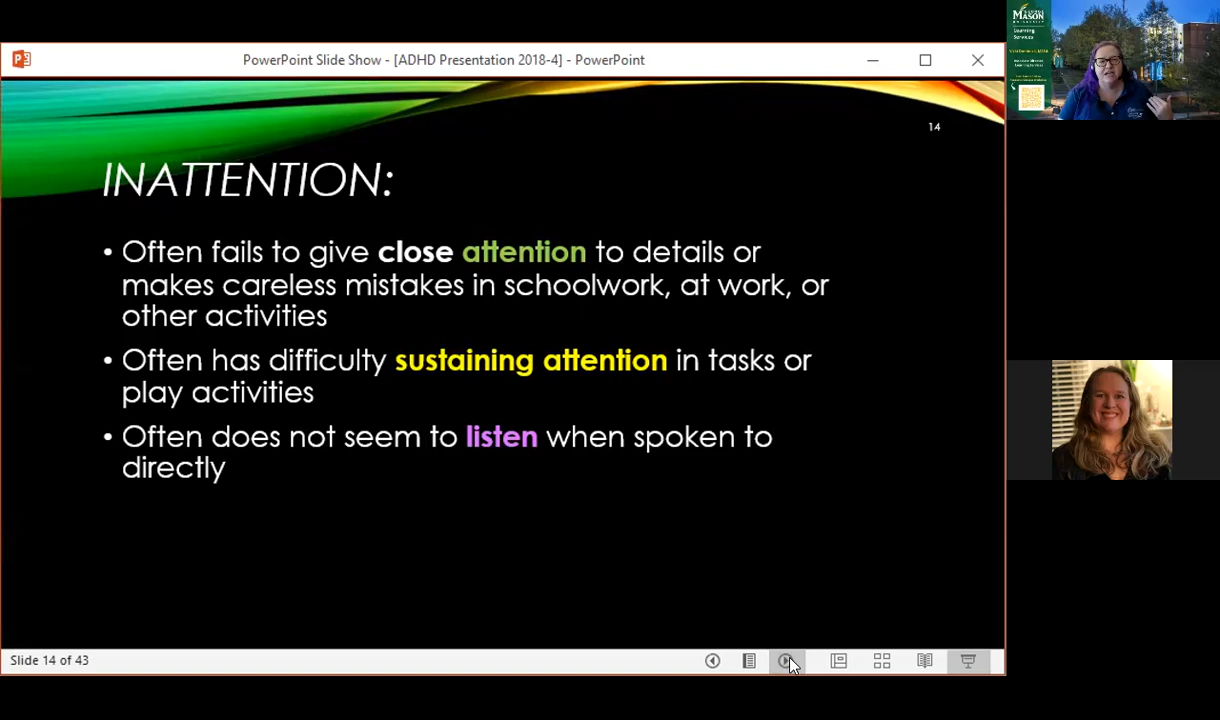 PowerPoint Slide Show - [ADHD Presentation 2018-4] - PowerPoint
14
INATTENTION:
• Often fails to give close attention to details or
makes careless mistakes in schoolwork, at work, or
other activities
• Often has difficulty sustaining attention in tasks or
play activities
• Often does not seem to listen when spoken to
directly
Slide 14 of 43
MASON
Learning
Services